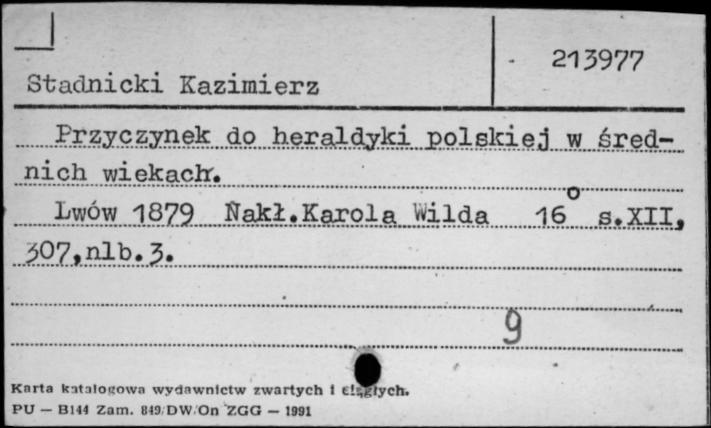 213977
Stadnicki Kazimierz
Przyczynek do heraldyki polskiej w śred-
nich wiekach.
Lwów 1879 Nakł.Karola Wilda 16° s.XII,
307,nlb.3.
9
Karta katalogowa wydawnictw zwartych i ciągłych.
PU — B144 Zam. 849/DW/On ZGG — 1991